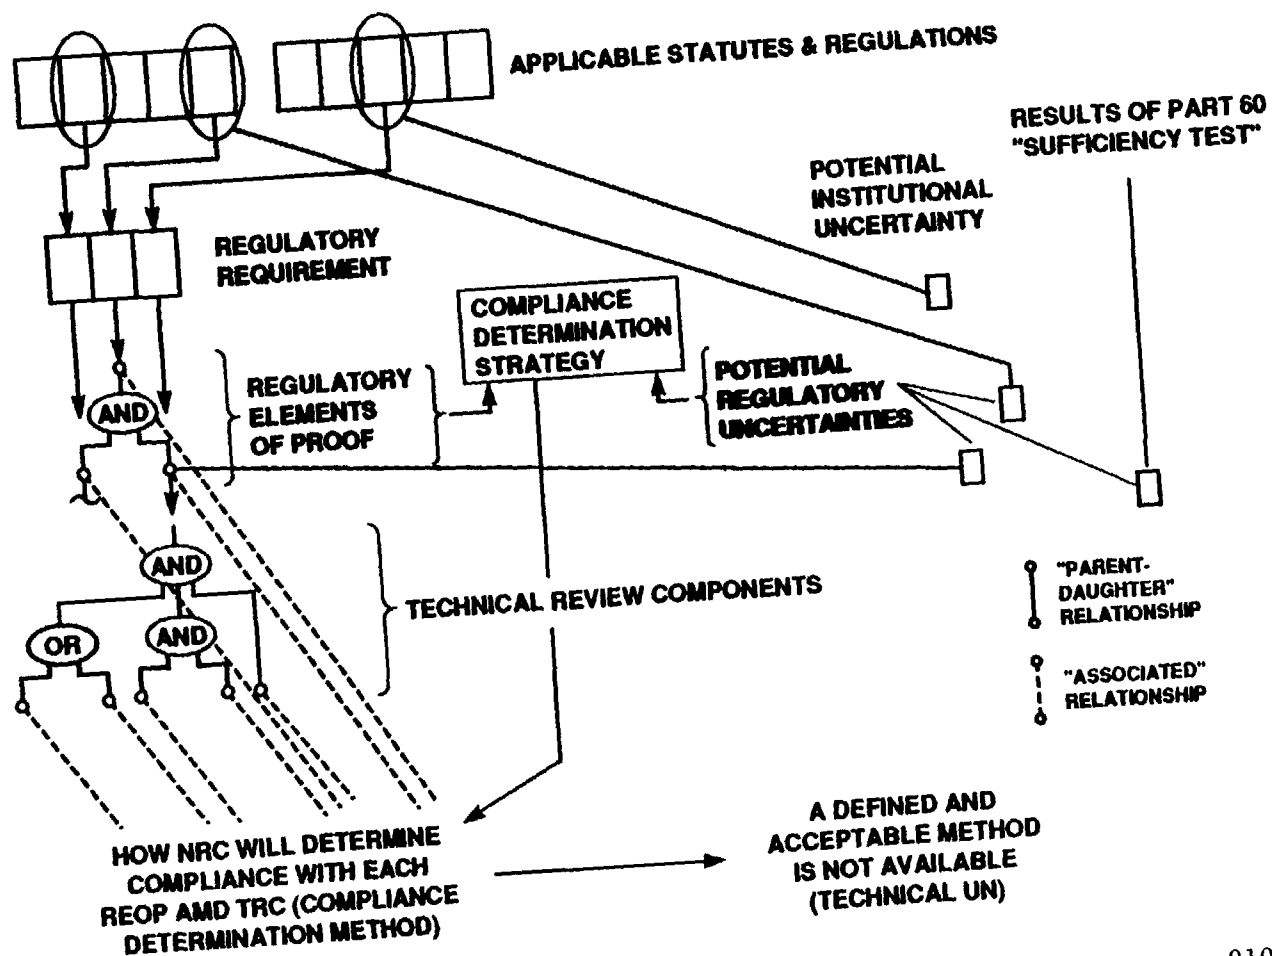 APPLICABLE STATUTES & REGULATIONS
RESULTS OF PART 60
"SUFFICIENCY TEST"
POTENTIAL
INSTITUTIONAL
UNCERTAINTY
REGULATORY
REQUIREMENT
COMPLIANCE
DETERMINATION
STRATEGY
REGULATORY
ELEMENTS
OF PROOF
POTENTIAL
REGULATORY
UNCERTAINTIES
AND
AND
OR
AND
TECHNICAL REVIEW COMPONENTS
"PARENT-
DAUGHTER"
RELATIONSHIP
"ASSOCIATED"
RELATIONSHIP
HOW NRC WILL DETERMINE
COMPLIANCE WITH EACH
REOP AMD TRC (COMPLIANCE
DETERMINATION METHOD)
A DEFINED AND
ACCEPTABLE METHOD
IS NOT AVAILABLE
(TECHNICAL UN)